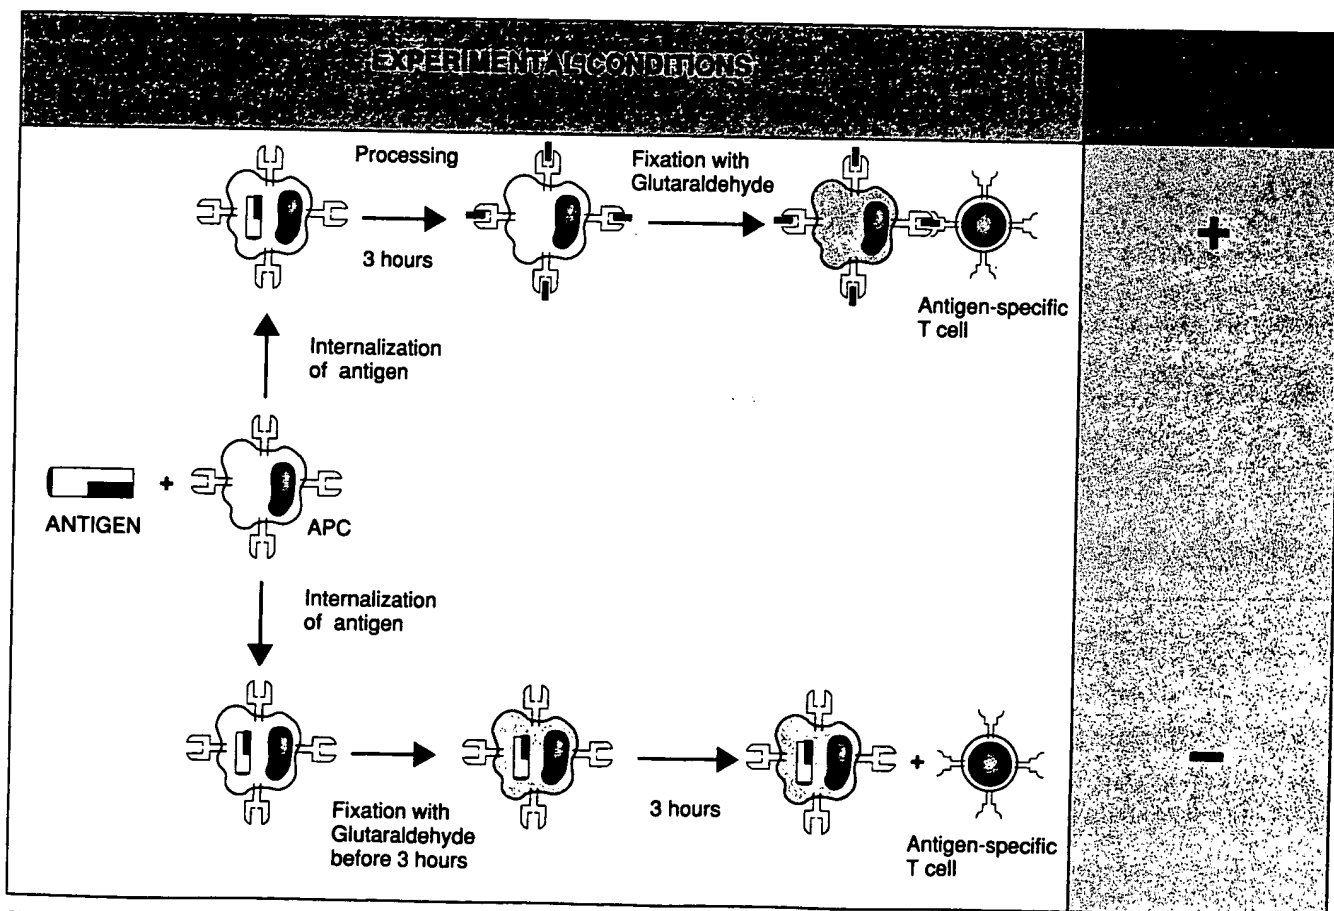 EXPERIMENTAL CONDITIONS
Processing
3 hours
Fixation with
Glutaraldehyde
+
Antigen-specific
T cell
Internalization
of antigen
+
ANTIGEN
APC
Internalization
of antigen
Fixation with
Glutaraldehyde
before 3 hours
3 hours
+
Antigen-specific
T cell
−